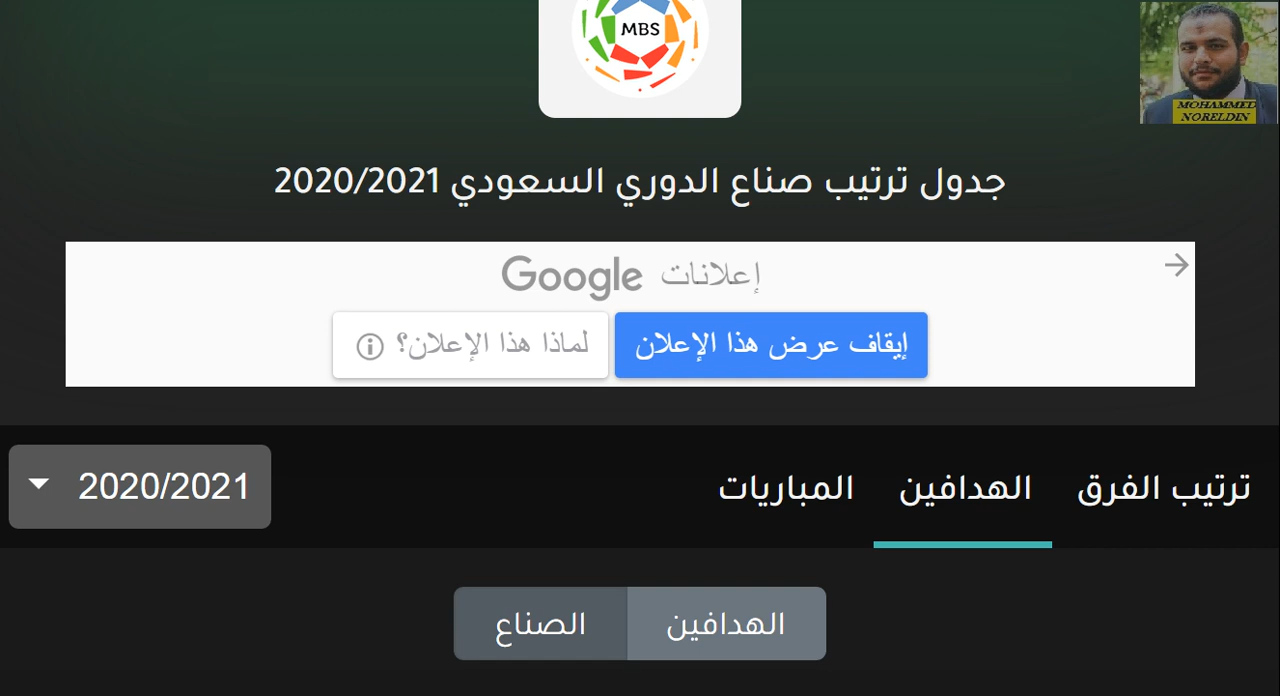 MBS
MOHAMMED
NORELDIN
جدول ترتيب صناع الدوري السعودي 2020/2021
إعلانات Google
إيقاف عرض هذا الإعلان
لماذا هذا الإعلان؟
ترتيب الفرق
الهدافين
المباريات
2020/2021
الهدافين
الصناع